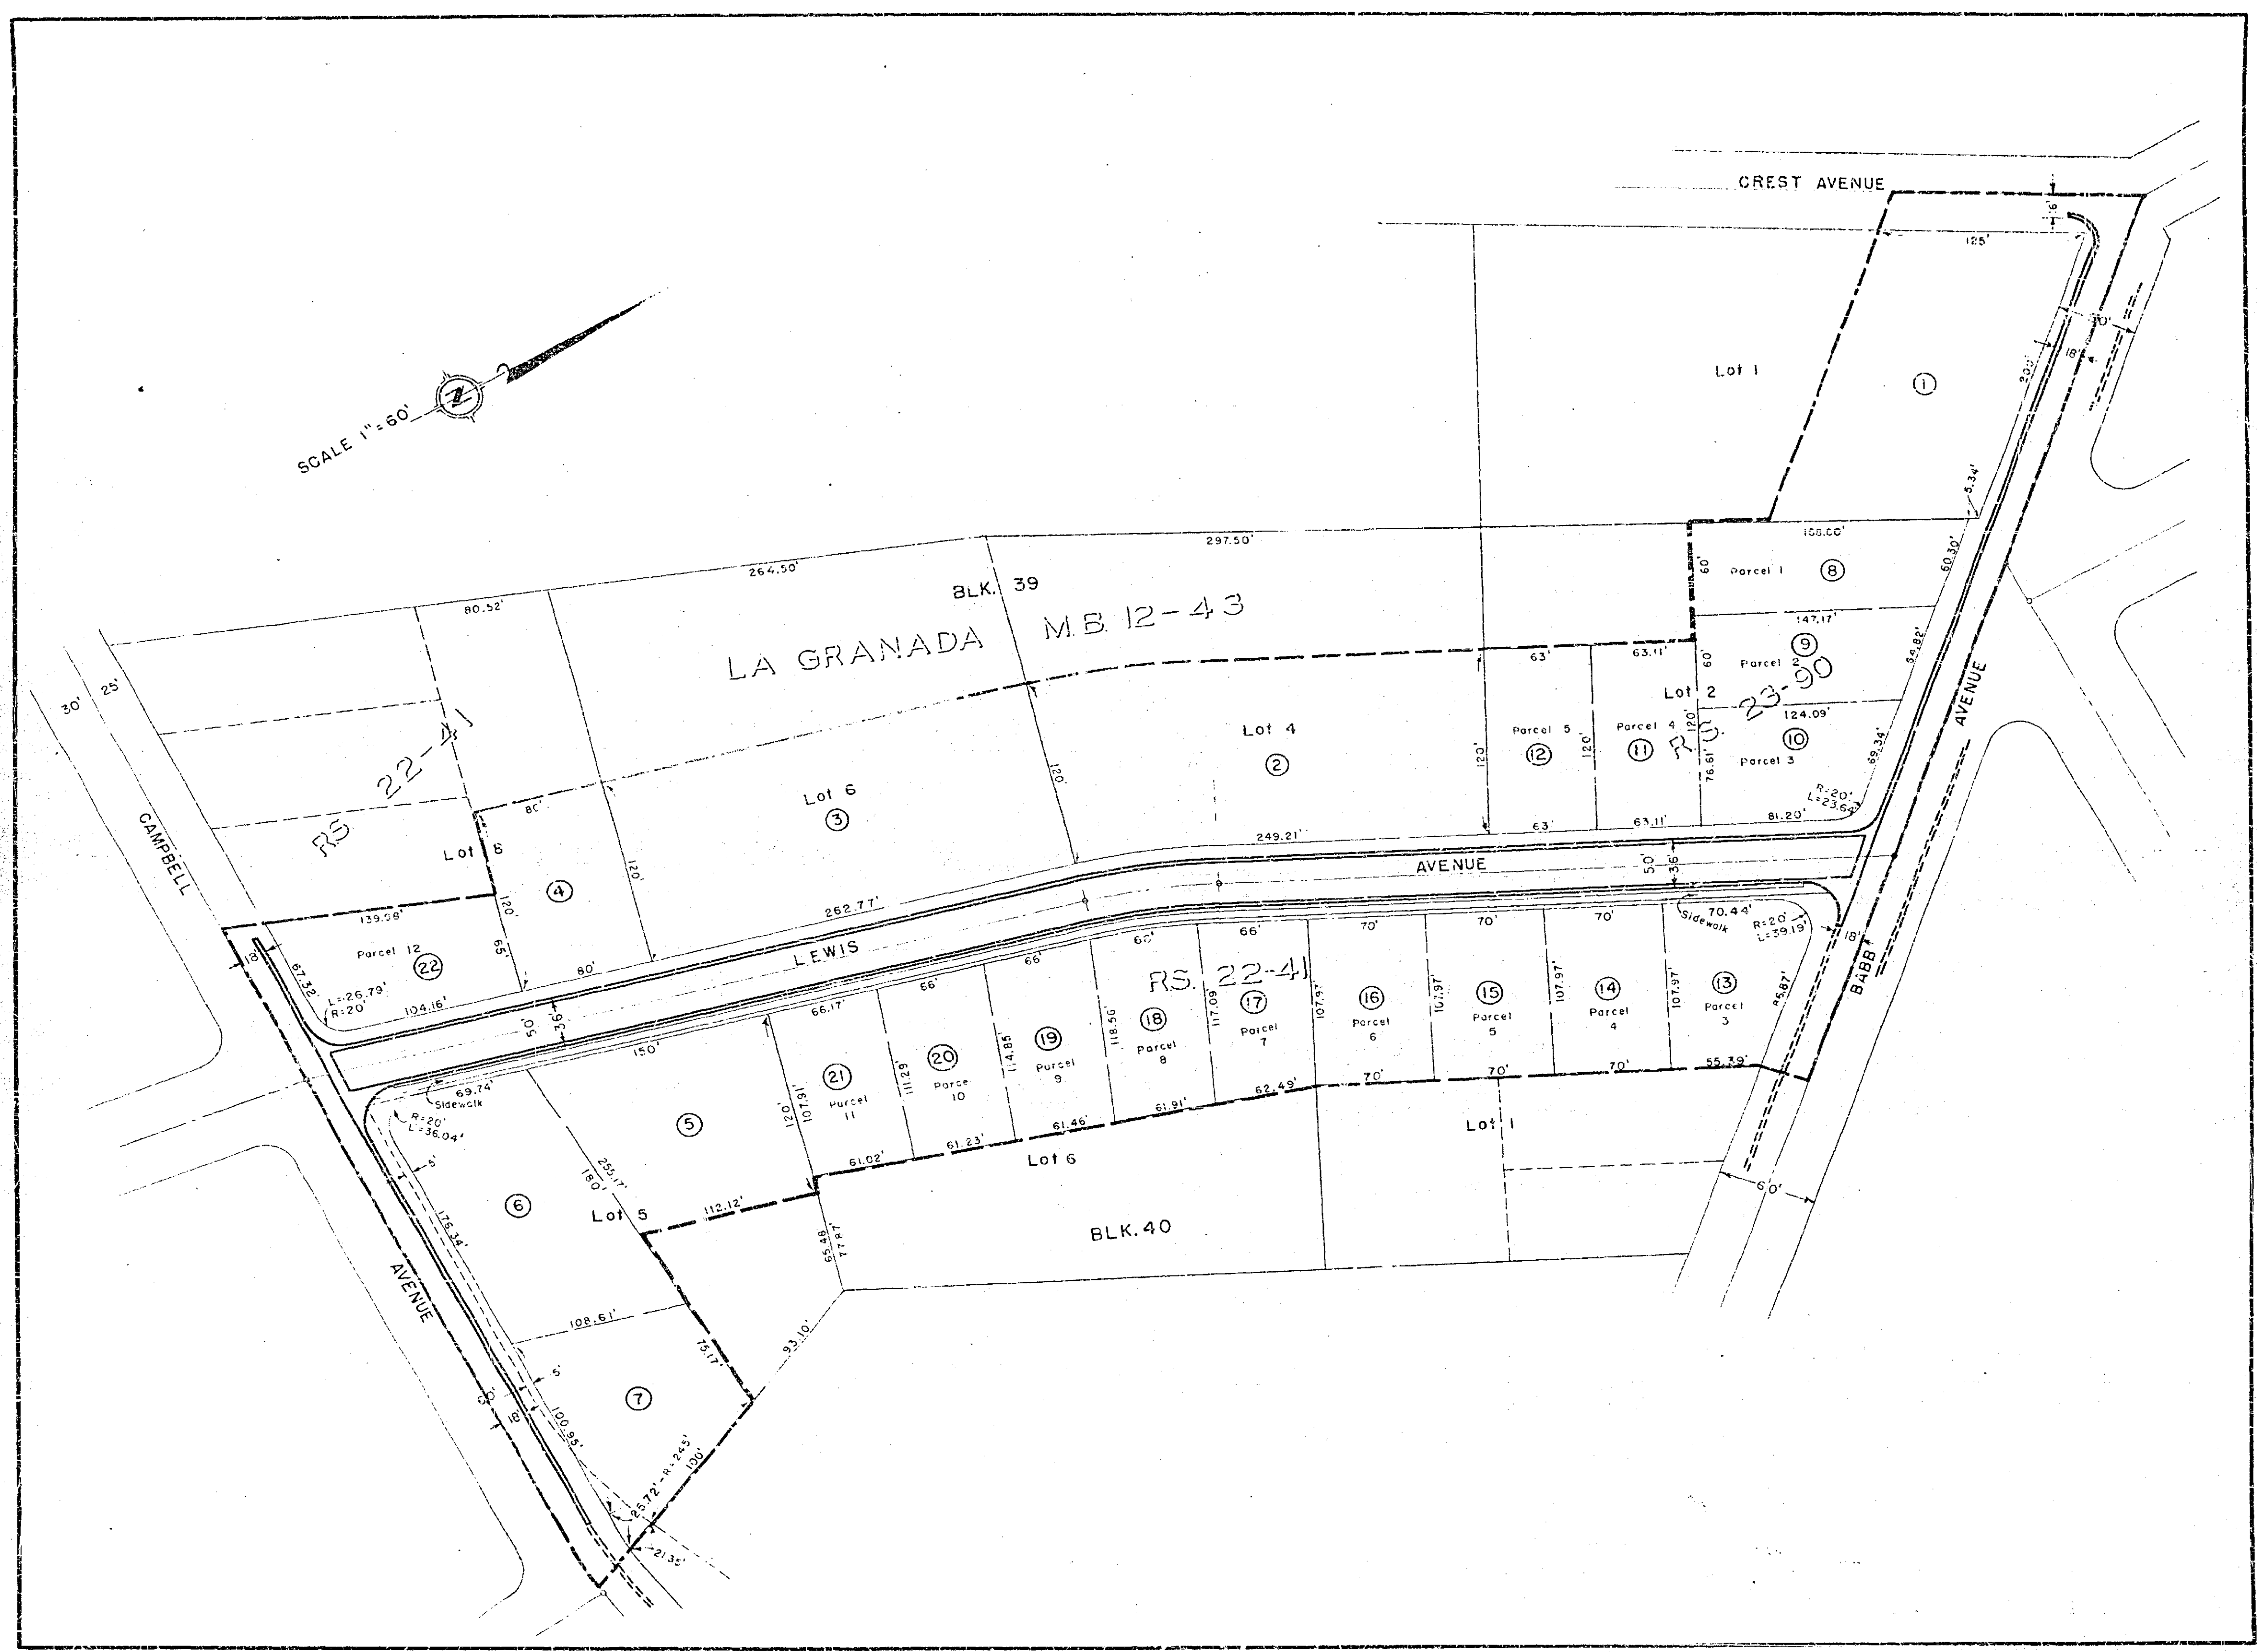 CREST AVENUE
16'
125'
SCALE 1"=60'
N
Lot 1
1
200'
18'
5.34'
297.50'
264.50'
80.52'
BLK. 39
LA GRANADA M.B. 12-43
60'
Parcel 1
8
60.30'
147.17'
9
Parcel 2
54.82'
63'
63.11'
60'
Lot 2
R.S. 23-90
124.09'
10
Parcel 3
69.34'
R=20'
L=23.64'
81.20'
30'
25'
RS 22-41
Lot 8
80'
120'
Lot 6
3
120'
Lot 4
2
120'
Parcel 5
12
120'
Parcel 4
11
120'
76.61'
63'
63.11'
249.21'
AVENUE
50'
36'
AVENUE
CAMPBELL
139.98'
Parcel 12
22
67.32'
18'
L=26.79'
R=20'
104.16'
4
120'
65'
80'
262.77'
LEWIS
50'
36'
150'
66.17'
66'
66'
66'
66'
70'
70'
70'
70.44'
Sidewalk
R=20'
L=39.19'
18'
BABB
RS. 22-41
69.74'
Sidewalk
R=20'
L=36.04'
5
120'
107.91'
21
Parcel
11
111.29'
20
Parce
10
114.85'
19
Parcel
9
118.56'
18
Parcel
8
117.09
17
Parcel
7
107.97'
16
Parcel
6
107.97'
15
Parcel
5
107.97'
14
Parcel
4
107.97'
13
Parcel
3
85.87'
61.02'
61.23'
61.46'
61.91'
62.49'
70'
70'
70'
55.39'
Lot 1
Lot 6
5'
6
255.17'
180'
Lot 5
112.12'
65.48
77.87'
BLK. 40
60'
176.34'
AVENUE
108.61'
75.17'
93.10'
5'
7
60'
18'
100.95'
25.72'-R=245'
100'
21.35'